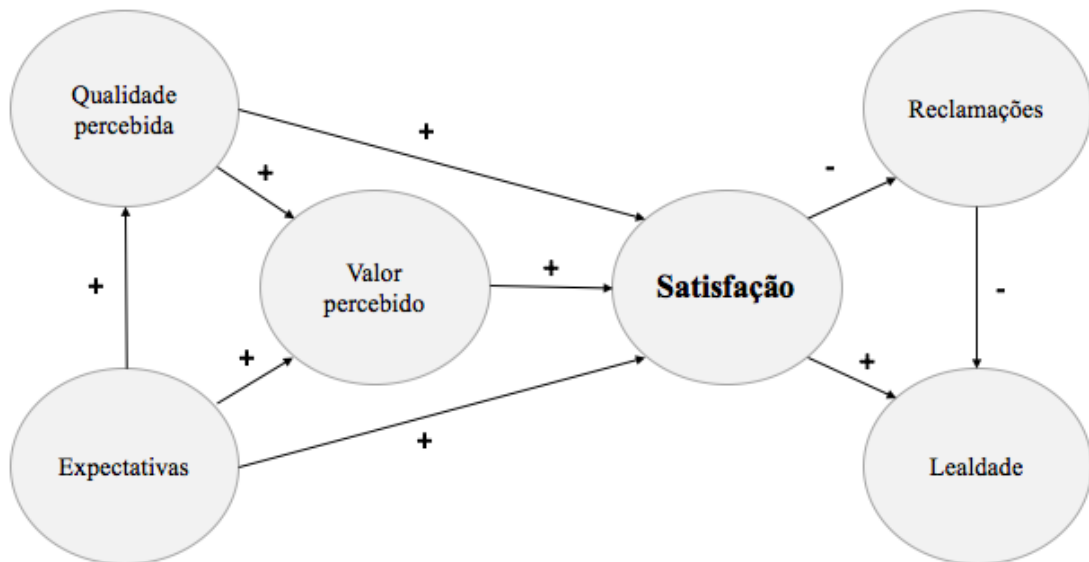 Qualidade
percebida
Reclamações
+
+
-
Valor
percebido
+
Satisfação
+
-
+
+
+
Expectativas
Lealdade